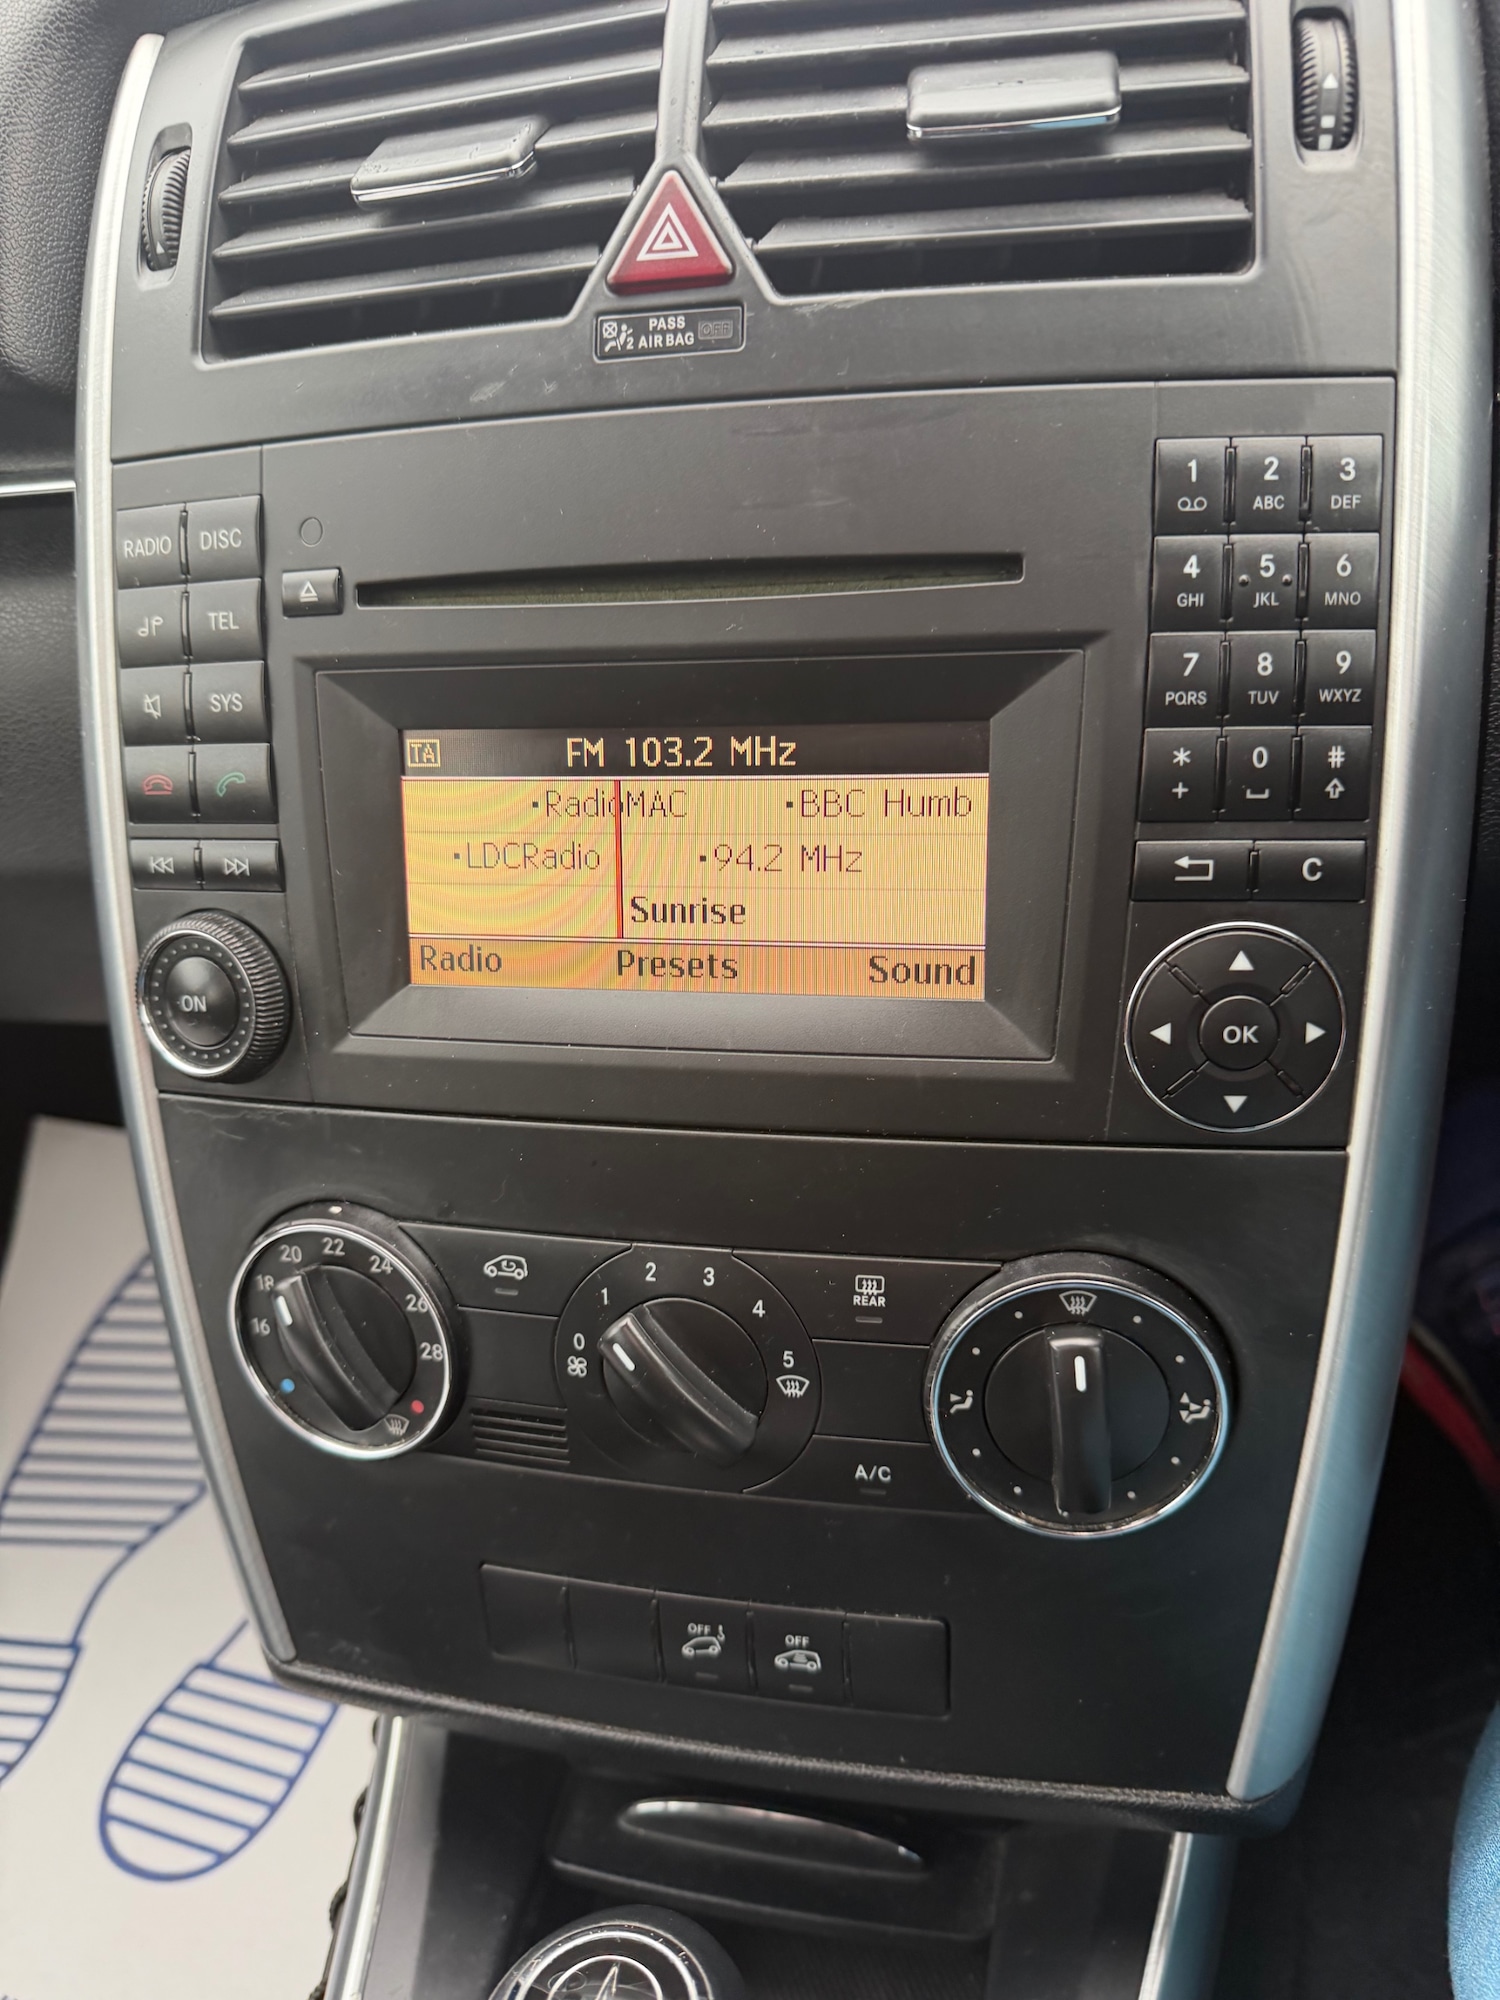 PASS
2 AIRBAG OFF
RADIO DISC
TEL
SYS
ON
TA FM 103.2 MHz
·RadioMAC ·BBC Humb
·LDCRadio ·94.2 MHz
Sunrise
Radio Presets Sound
1 2 3
ABC DEF
4 5 6
GHI JKL MNO
7 8 9
PQRS TUV WXYZ
* 0 #
+
C
OK
16 18 20 22 24 26 28
0 1 2 3 4 5
REAR
A/C
OFF OFF